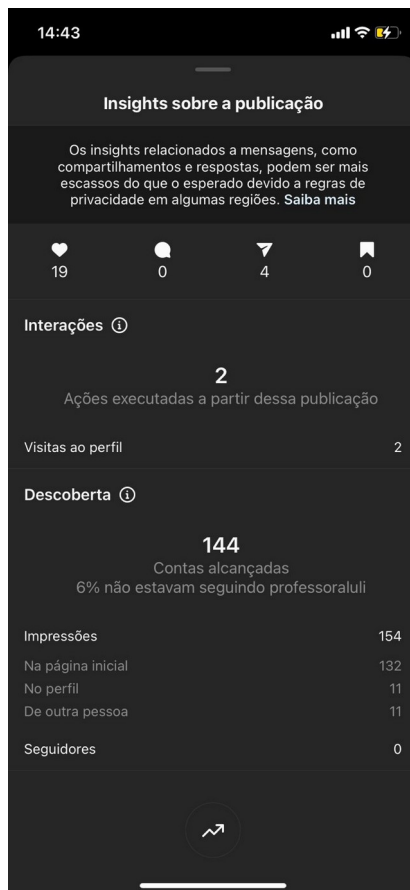 14:43
Insights sobre a publicação
Os insights relacionados a mensagens, como
compartilhamentos e respostas, podem ser mais
escassos do que o esperado devido a regras de
privacidade em algumas regiões. Saiba mais
19 0 4 0
Interações
2
Ações executadas a partir dessa publicação
Visitas ao perfil 2
Descoberta
144
Contas alcançadas
6% não estavam seguindo professoraluli
Impressões 154
Na página inicial 132
No perfil 11
De outra pessoa 11
Seguidores 0